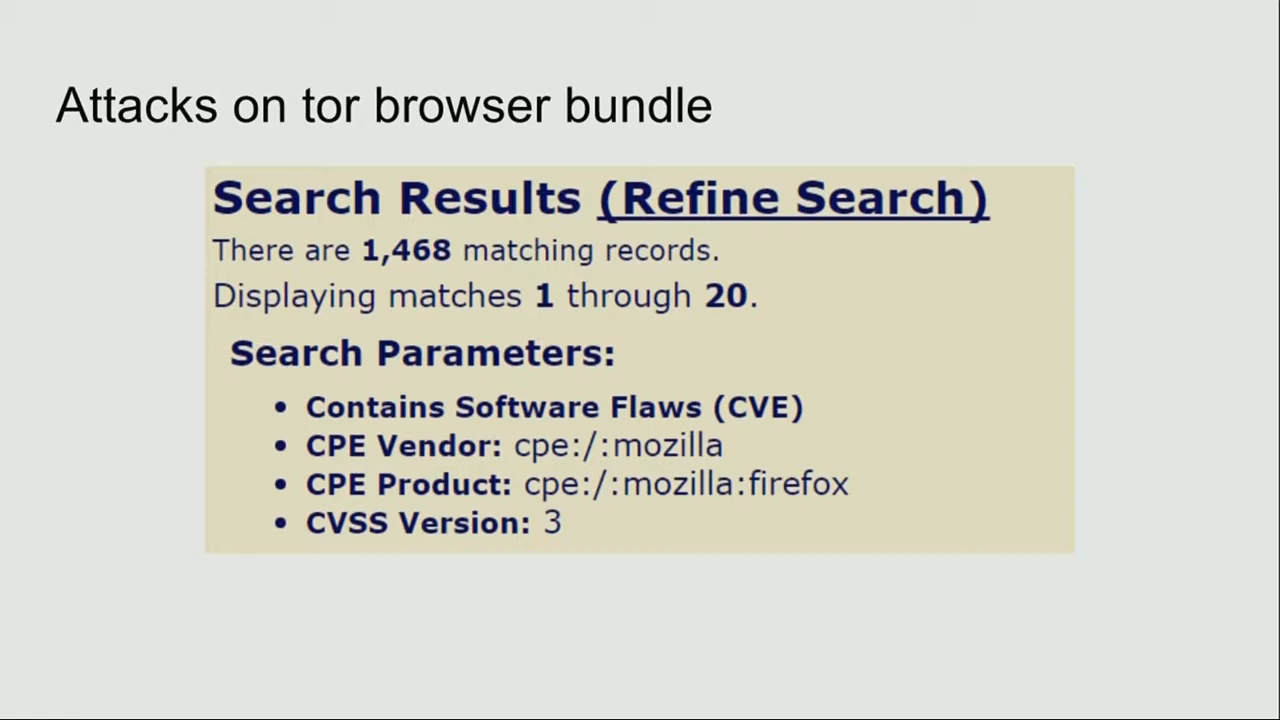 Attacks on tor browser bundle
Search Results (Refine Search)
There are 1,468 matching records.
Displaying matches 1 through 20.
Search Parameters:
• Contains Software Flaws (CVE)
• CPE Vendor: cpe:/:mozilla
• CPE Product: cpe:/:mozilla:firefox
• CVSS Version: 3